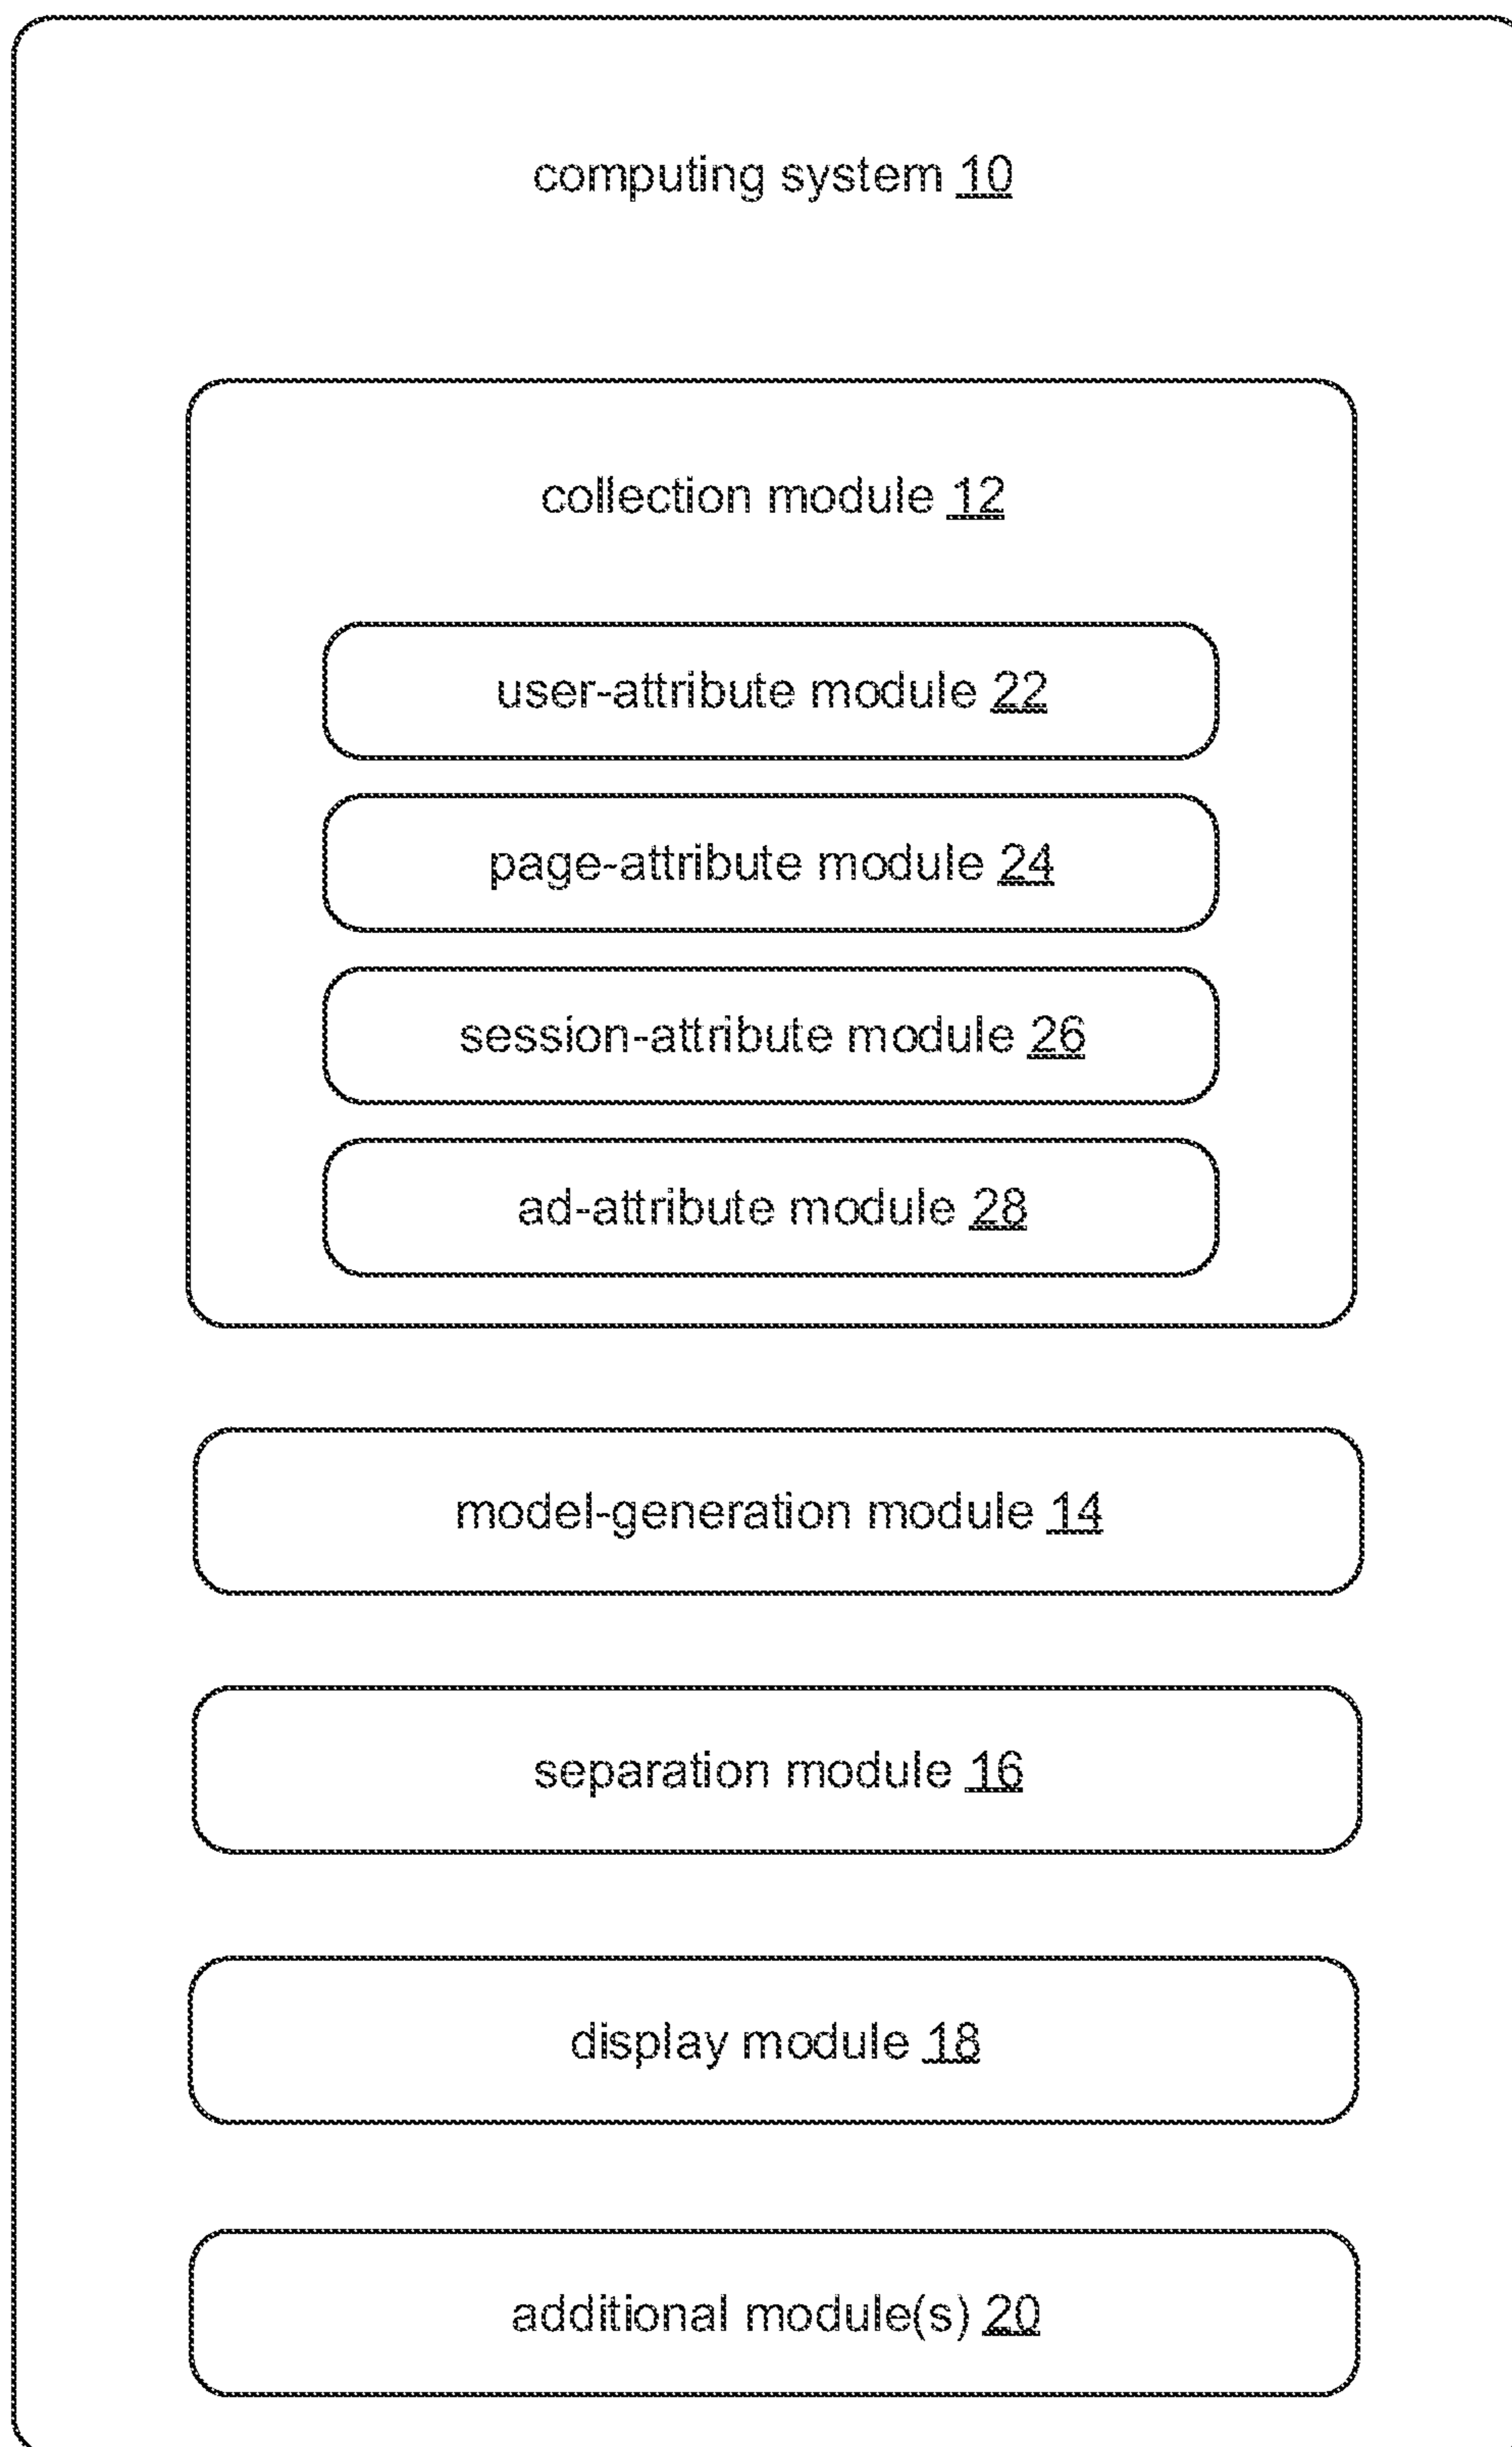 computing system 10
collection module 12
user-attribute module 22
page-attribute module 24
session-attribute module 26
ad-attribute module 28
model-generation module 14
separation module 16
display module 18
additional module(s) 20